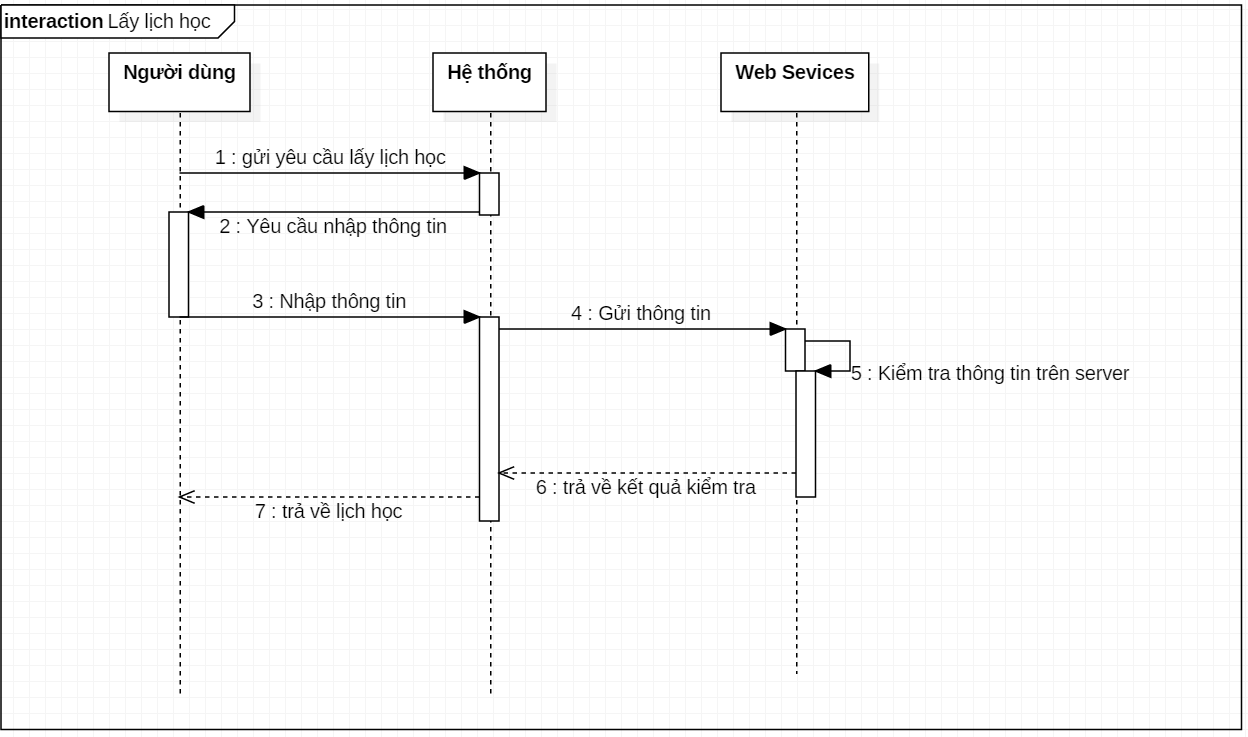 interaction Lấy lịch học
Người dùng
Hệ thống
Web Sevices
1 : gửi yêu cầu lấy lịch học
2 : Yêu cầu nhập thông tin
3 : Nhập thông tin
4 : Gửi thông tin
5 : Kiểm tra thông tin trên server
6 : trả về kết quả kiểm tra
7 : trả về lịch học